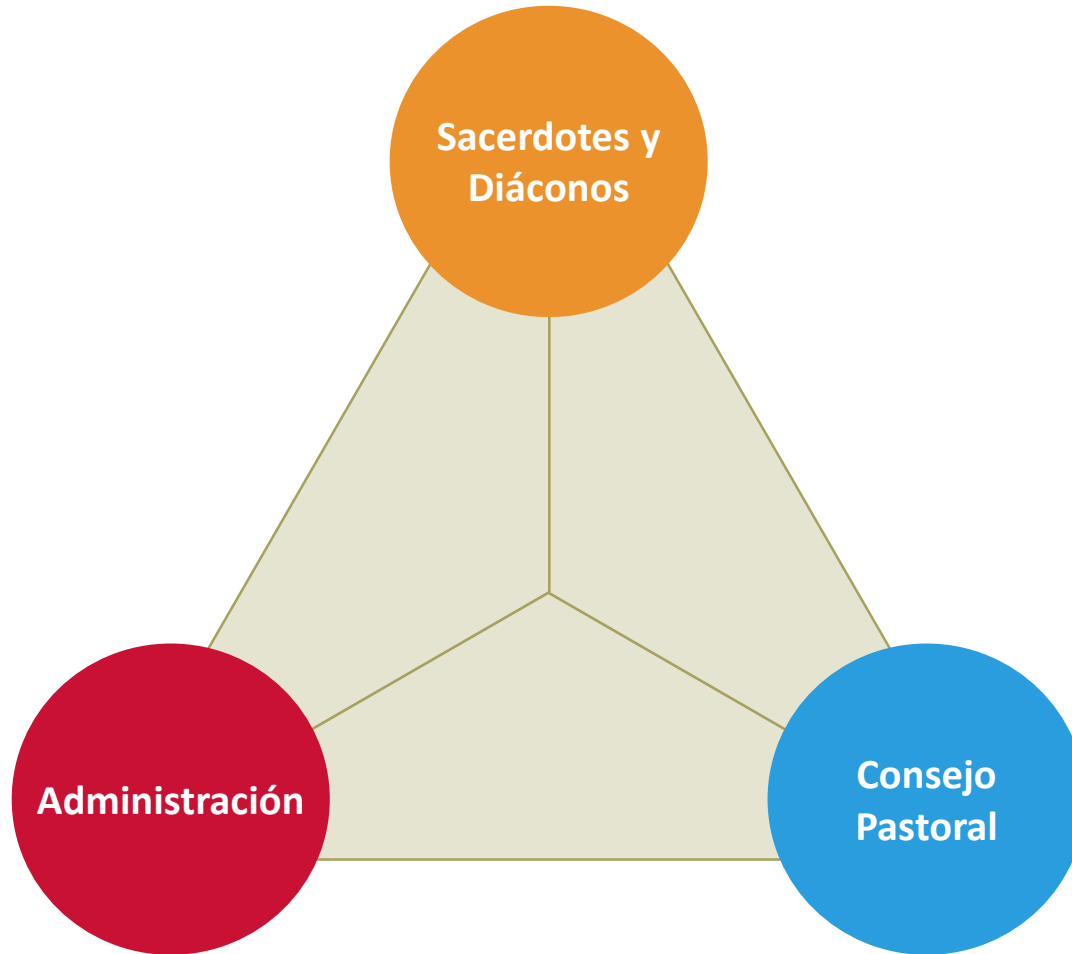 Sacerdotes y
Diáconos
Administración
Consejo
Pastoral